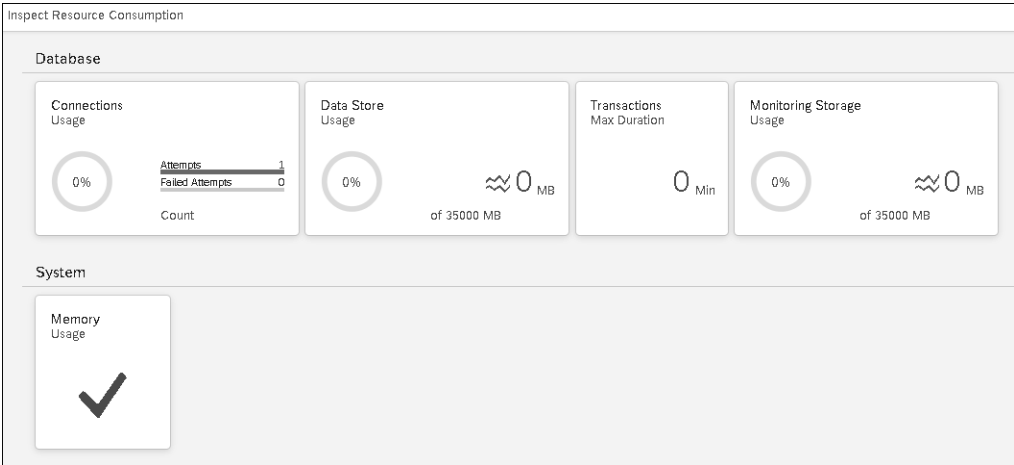 Inspect Resource Consumption
Database
Connections
Usage
0%
Attempts 1
Failed Attempts 0
Count
Data Store
Usage
0%
0 MB
of 35000 MB
Transactions
Max Duration
0 Min
Monitoring Storage
Usage
0%
0 MB
of 35000 MB
System
Memory
Usage